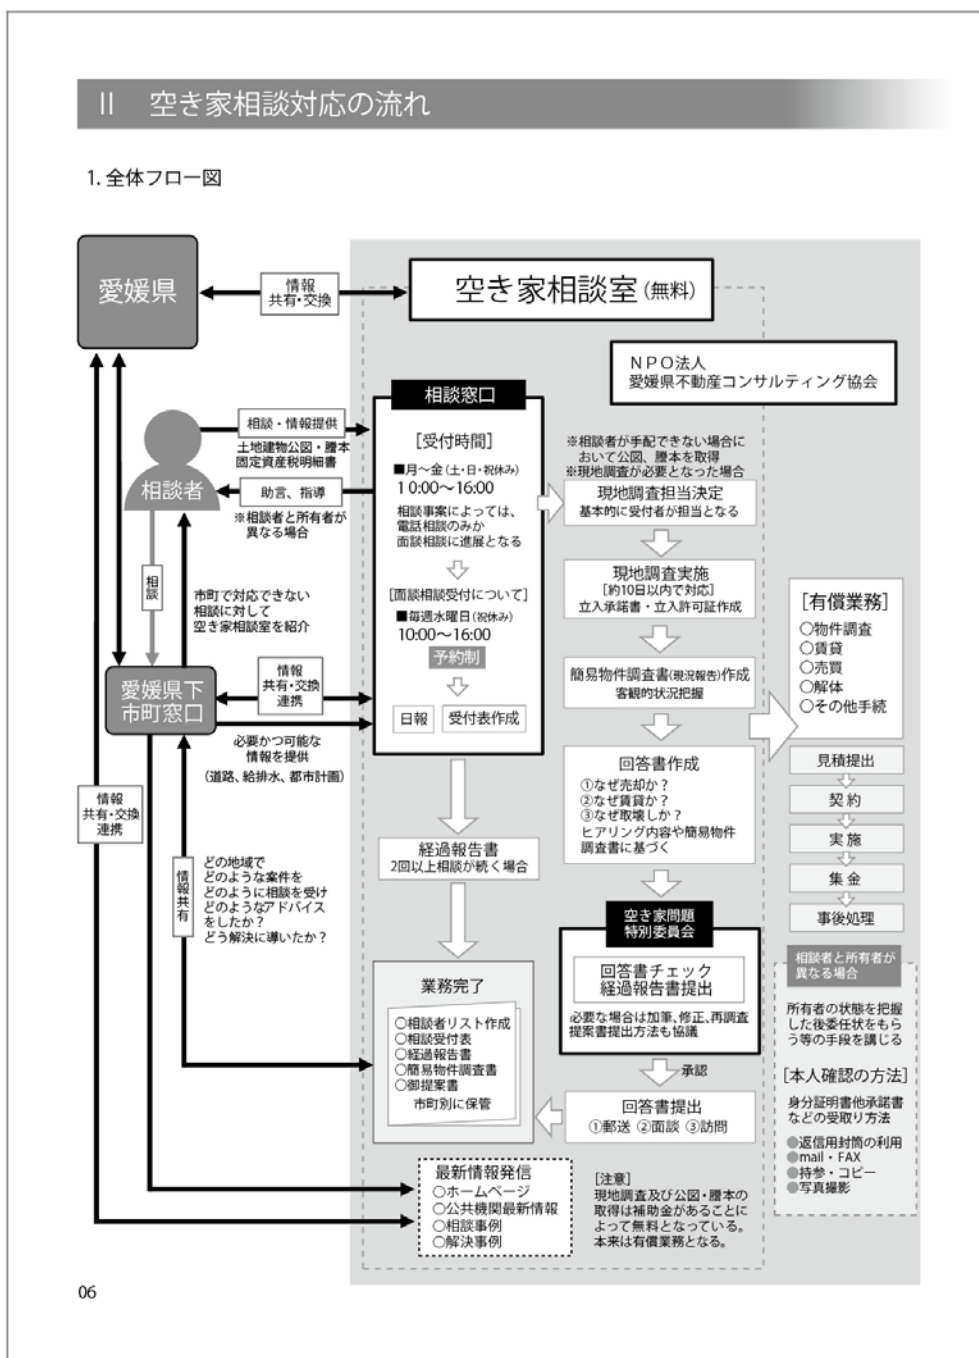 II 空き家相談対応の流れ
1. 全体フロー図
愛媛県
情報
共有・交換
空き家相談室(無料)
NPO法人
愛媛県不動産コンサルティング協会
相談者
相談・情報提供
土地建物公図・謄本
固定資産税明細書
助言、指導
※相談者と所有者が
異なる場合
相談
市町で対応できない
相談に対して
空き家相談室を紹介
愛媛県下
市町窓口
情報
共有・交換
連携
必要かつ可能な
情報を提供
(道路、給排水、都市計画)
情報
共有・交換
連携
情報共有
どの地域で
どのような案件を
どのように相談を受け
どのようなアドバイス
をしたか？
どう解決に導いたか？
相談窓口
[受付時間]
■月～金(土・日・祝休み)
10:00～16:00
相談事案によっては、
電話相談のみか
面談相談に進展となる
[面談相談受付について]
■毎週水曜日(祝休み)
10:00～16:00
予約制
日報
受付表作成
経過報告書
2回以上相談が続く場合
業務完了
○相談者リスト作成
○相談受付表
○経過報告書
○簡易物件調査書
○御提案書
市町別に保管
最新情報発信
○ホームページ
○公共機関最新情報
○相談事例
○解決事例
※相談者が手配できない場合に
おいて公図、謄本を取得
※現地調査が必要となった場合
現地調査担当決定
基本的に受付者が担当となる
現地調査実施
[約10日以内で対応]
立入承諾書・立入許可証作成
簡易物件調査書(現況報告)作成
客観的状況把握
回答書作成
①なぜ売却か？
②なぜ賃貸か？
③なぜ取壊しか？
ヒアリング内容や簡易物件
調査書に基づく
空き家問題
特別委員会
回答書チェック
経過報告書提出
必要な場合は加筆、修正、再調査
提案書提出方法も協議
承認
回答書提出
①郵送 ②面談 ③訪問
[注意]
現地調査及び公図・謄本の
取得は補助金があることに
よって無料となっている。
本来は有償業務となる。
[有償業務]
○物件調査
○賃貸
○売買
○解体
○その他手続
見積提出
契約
実施
集金
事後処理
相談者と所有者が
異なる場合
所有者の状態を把握
した後委任状をもら
う等の手段を講じる
[本人確認の方法]
身分証明書他承諾書
などの受取り方法
●返信用封筒の利用
●mail・FAX
●持参・コピー
●写真撮影
06